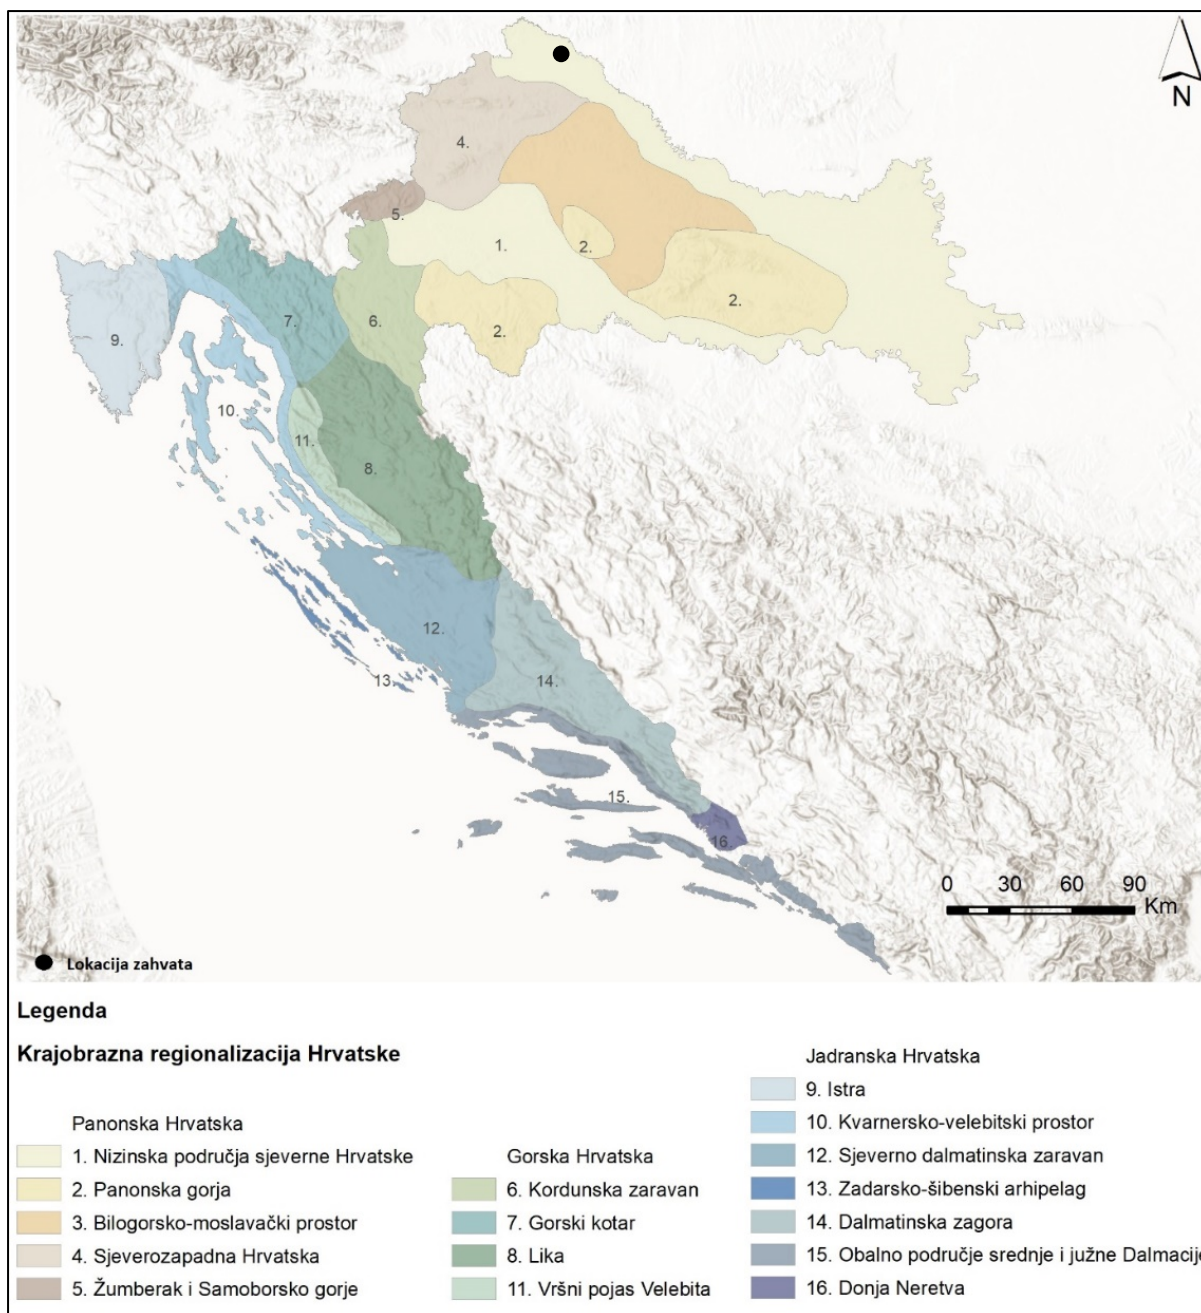 N
4.
5.
1.
2.
2.
7.
6.
2.
9.
10.
11.
8.
12.
13.
14.
15.
16.
0 30 60 90
Km
Lokacija zahvata
Legenda
Krajobrazna regionalizacija Hrvatske
Panonska Hrvatska
1. Nizinska područja sjeverne Hrvatske
2. Panonska gorja
3. Bilogorsko-moslavački prostor
4. Sjeverozapadna Hrvatska
5. Žumberak i Samoborsko gorje
Gorska Hrvatska
6. Kordunska zaravan
7. Gorski kotar
8. Lika
11. Vršni pojas Velebita
Jadranska Hrvatska
9. Istra
10. Kvarnersko-velebitski prostor
12. Sjeverno dalmatinska zaravan
13. Zadarsko-šibenski arhipelag
14. Dalmatinska zagora
15. Obalno područje srednje i južne Dalmacije
16. Donja Neretva